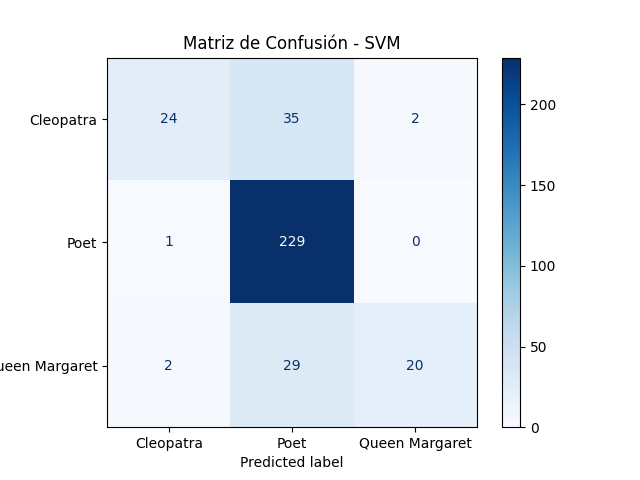 Matriz de Confusión - SVM
Cleopatra 24 35 2
Poet 1 229 0
ueen Margaret 2 29 20
Cleopatra Poet Queen Margaret
Predicted label
200
150
100
50
0